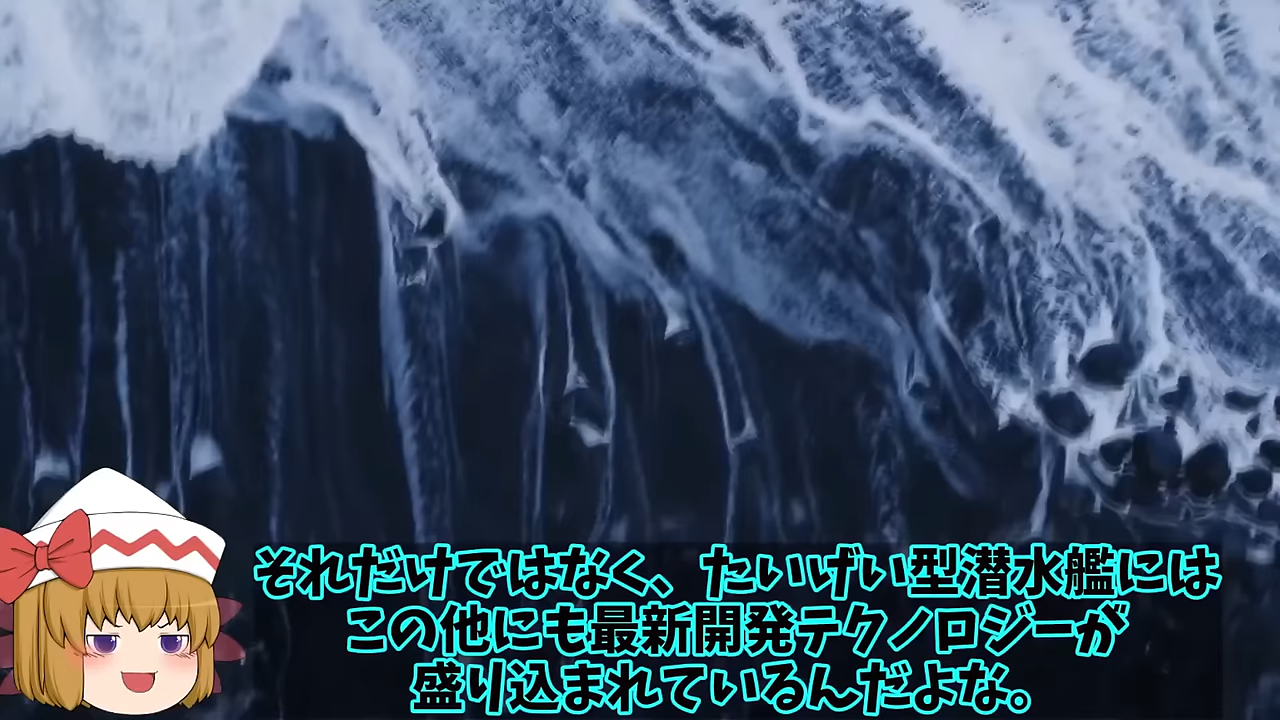 それだけではなく、たいげい型潜水艦には
この他にも最新開発テクノロジーが
盛り込まれているんだよな。